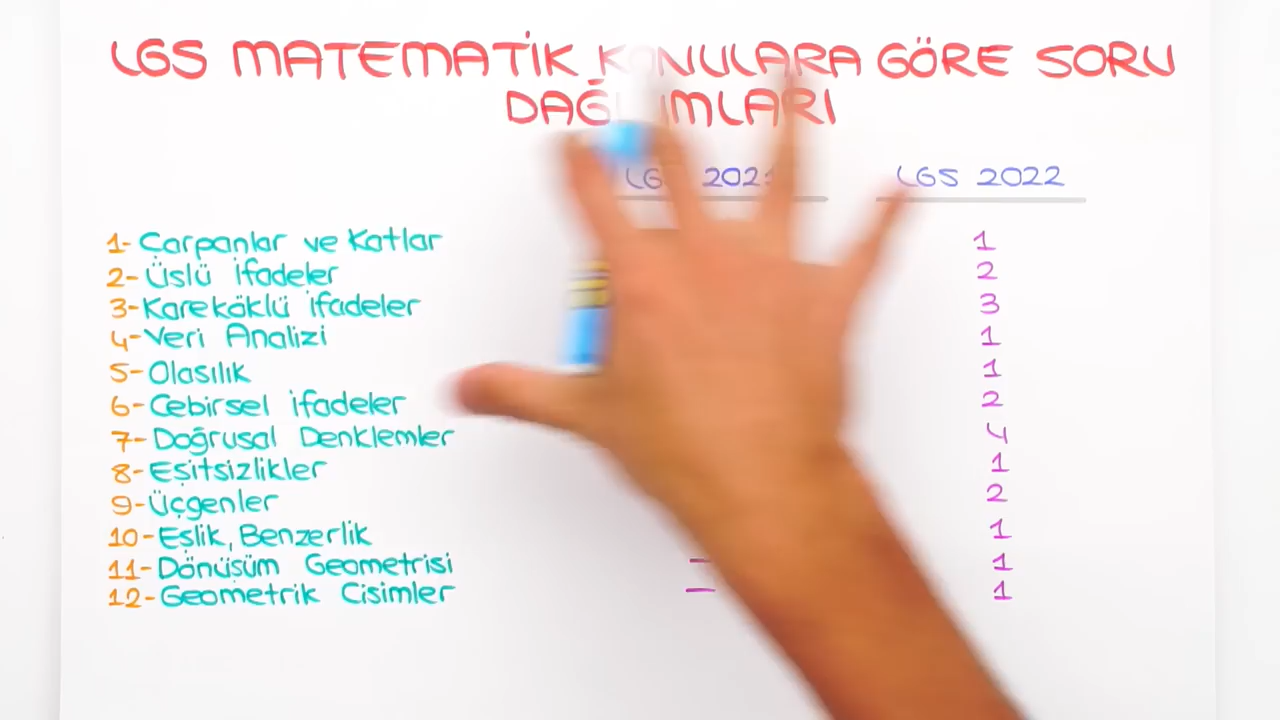 LGS MATEMATİK KONULARA GÖRE SORU
DAĞILIMLARI
LGS 2021 LGS 2022
1- Çarpanlar ve Katlar 1
2- Üslü İfadeler 2
3- Kareköklü İfadeler 3
4- Veri Analizi 1
5- Olasılık 1
6- Cebirsel İfadeler 2
7- Doğrusal Denklemler 4
8- Eşitsizlikler 1
9- Üçgenler 2
10- Eşlik, Benzerlik 1
11- Dönüşüm Geometrisi - 1
12- Geometrik Cisimler - 1